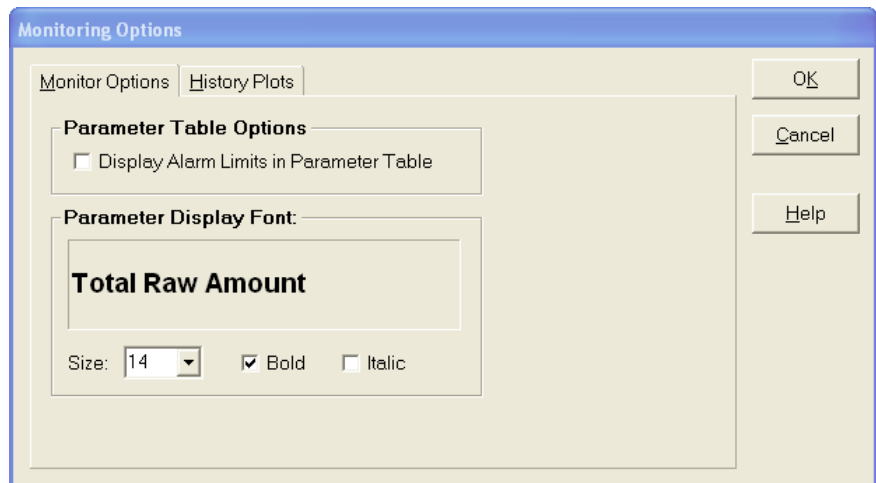 Monitoring Options
Monitor Options
History Plots
OK
Parameter Table Options
Display Alarm Limits in Parameter Table
Cancel
Parameter Display Font:
Help
Total Raw Amount
Size: 14 Bold Italic